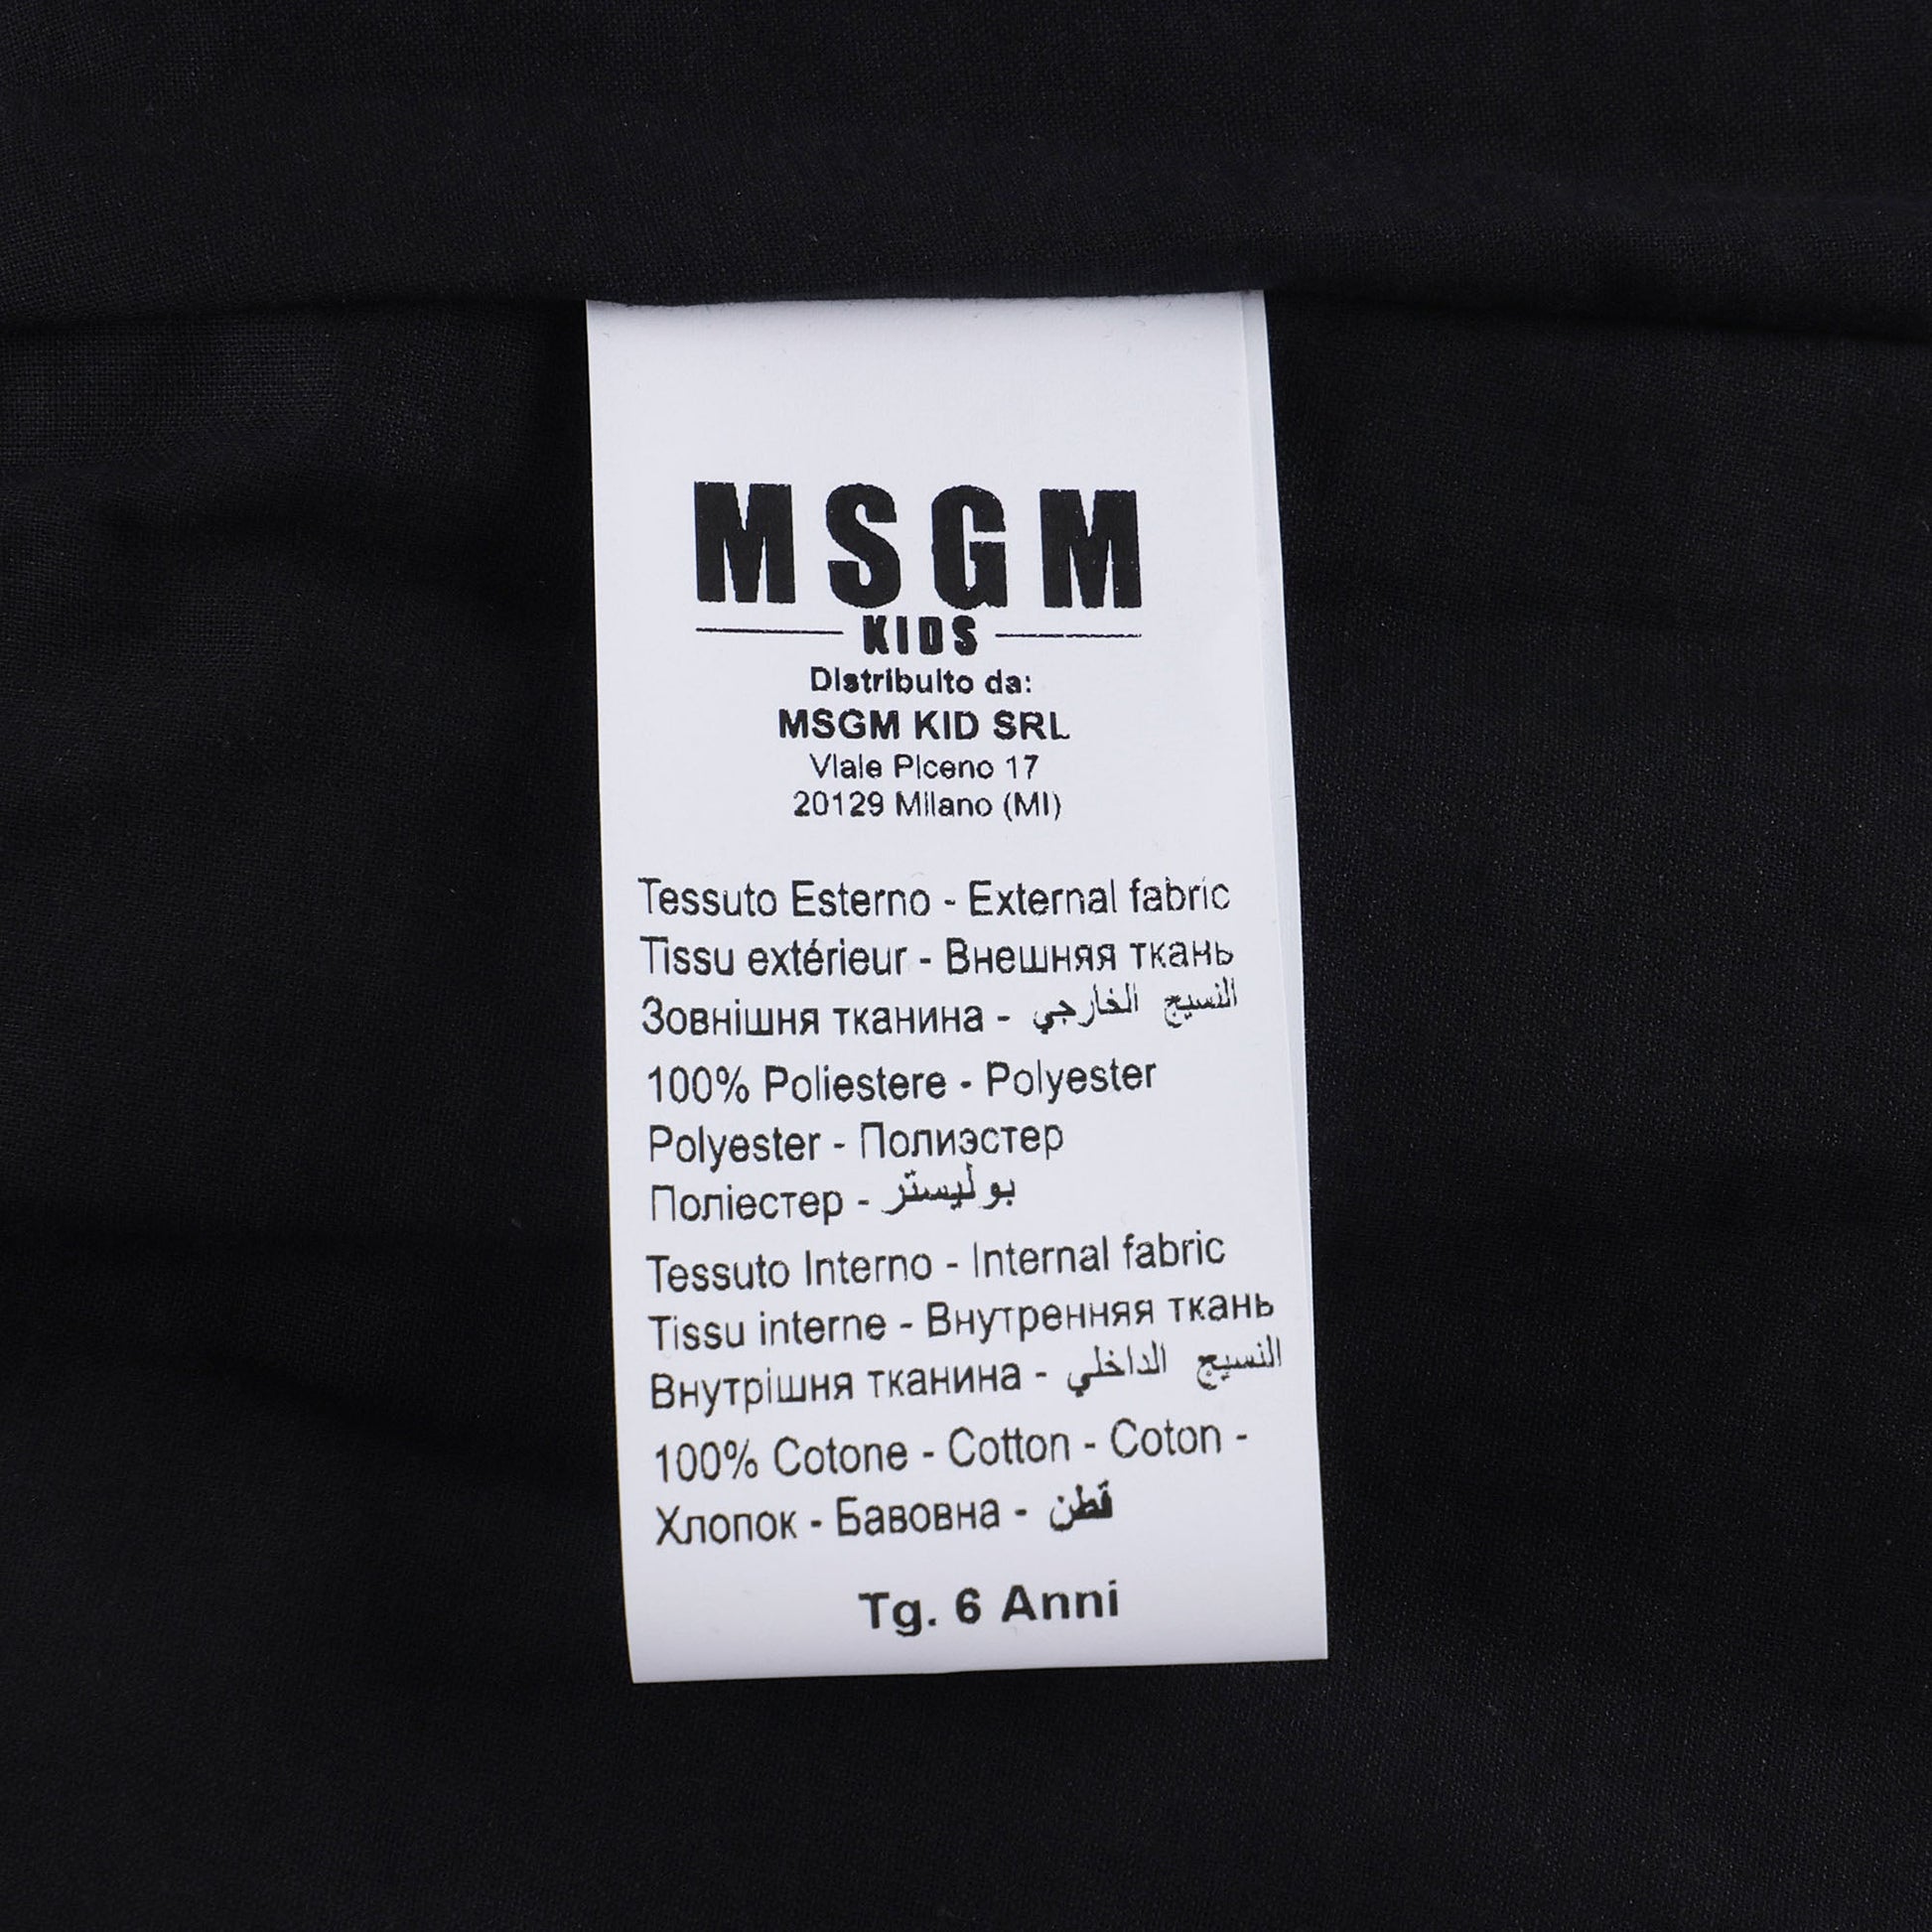 MSGM
KIDS
Distribuito da:
MSGM KID SRL
Viale Piceno 17
20129 Milano (MI)
Tessuto Esterno - External fabric
Tissu extérieur - Внешняя ткань
Зовнішня тканина - النسيج الخارجي
100% Poliestere - Polyester
Polyester - Полиэстер
Поліестер - بوليستر
Tessuto Interno - Internal fabric
Tissu interne - Внутренняя ткань
Внутрішня тканина - النسيج الداخلي
100% Cotone - Cotton - Coton -
Хлопок - Бавовна - قطن
Tg. 6 Anni